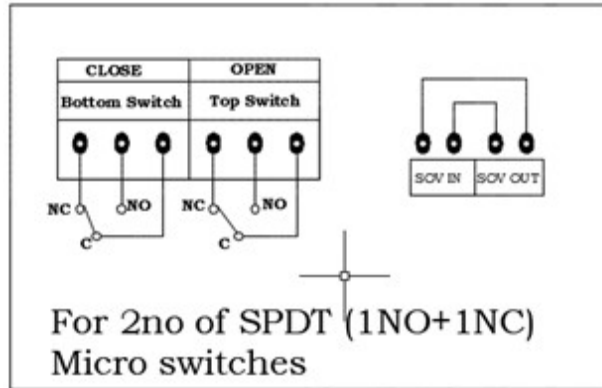 CLOSE OPEN
Bottom Switch Top Switch
NC NO NC NO
C C
SOV IN SOV OUT
For 2no of SPDT (1NO+1NC)
Micro switches